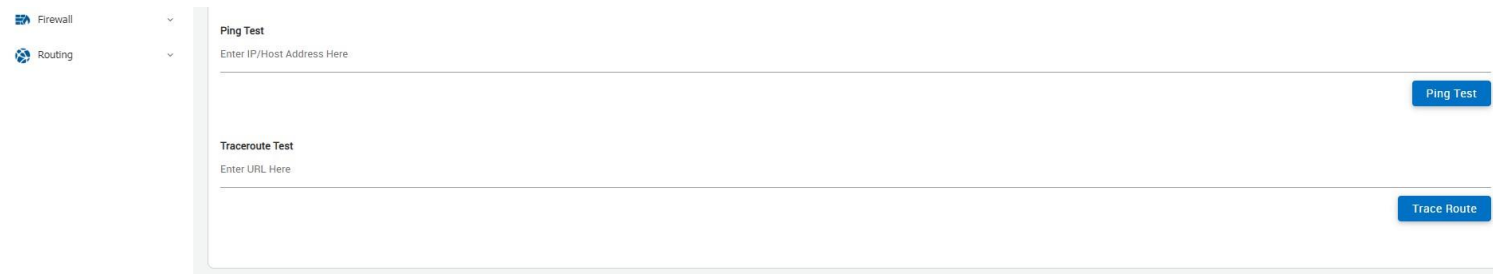 Firewall
Routing
Ping Test
Enter IP/Host Address Here
Ping Test
Traceroute Test
Enter URL Here
Trace Route